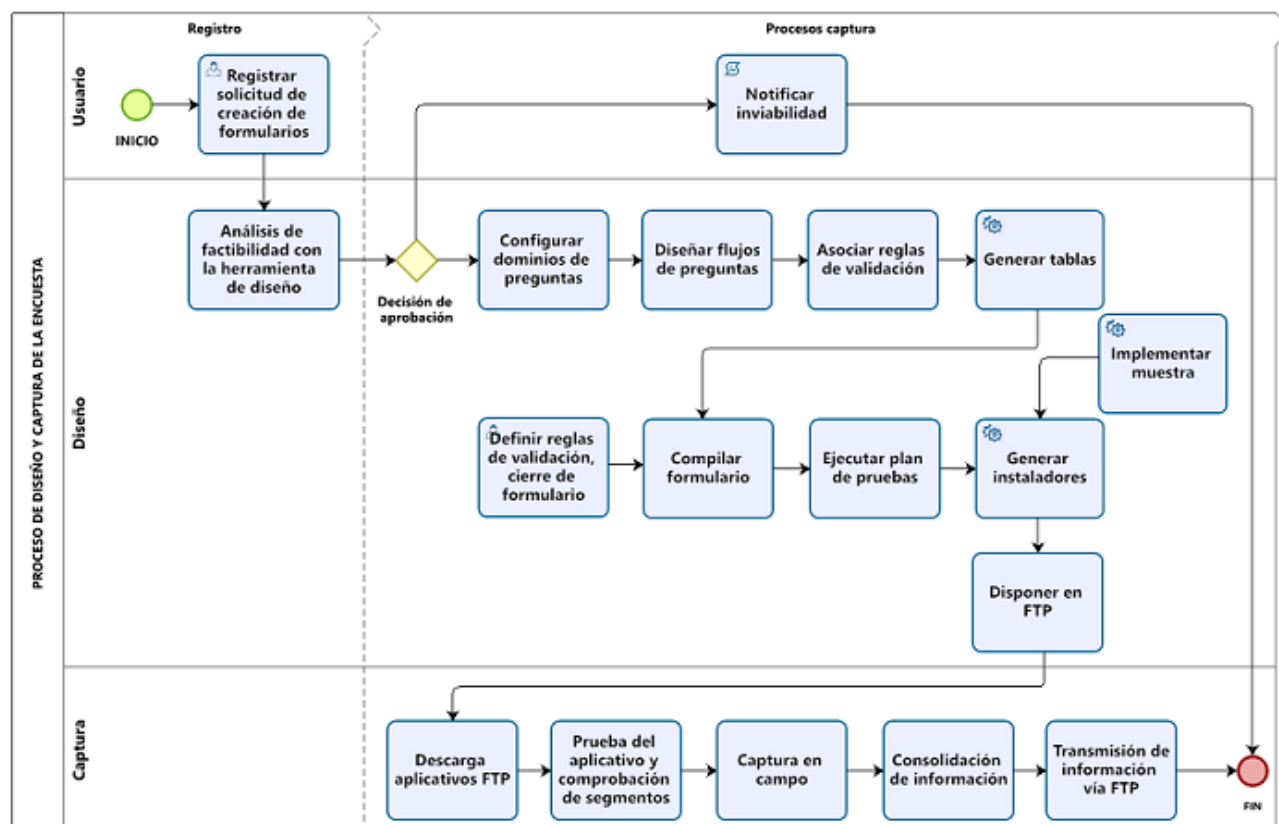 Registro
Procesos captura
PROCESO DE DISEÑO Y CAPTURA DE LA ENCUESTA
Usuario
INICIO
Registrar
solicitud de
creación de
formularios
Notificar
inviabilidad
Diseño
Análisis de
factibilidad con
la herramienta
de diseño
Decisión de
aprobación
Configurar
dominios de
preguntas
Diseñar flujos
de preguntas
Asociar reglas
de validación
Generar tablas
Implementar
muestra
Definir reglas
de validación,
cierre de
formulario
Compilar
formulario
Ejecutar plan
de pruebas
Generar
instaladores
Disponer en
FTP
Captura
Descarga
aplicativos FTP
Prueba del
aplicativo y
comprobación
de segmentos
Captura en
campo
Consolidación
de información
Transmisión de
información
vía FTP
FIN